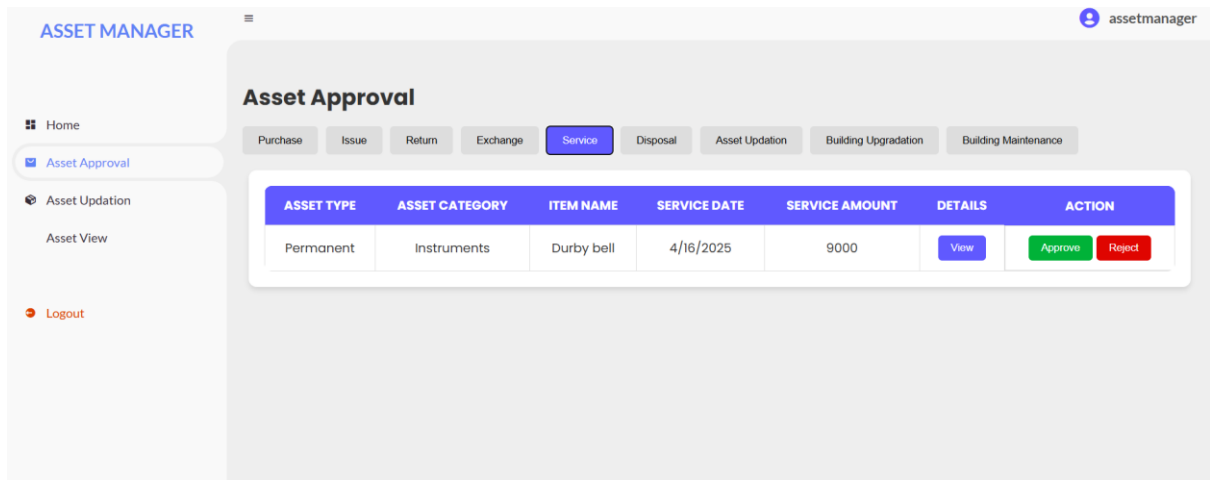 ASSET MANAGER
assetmanager
Home
Asset Approval
Asset Updation
Asset View
Logout
Asset Approval
Purchase Issue Return Exchange Service Disposal Asset Updation Building Upgradation Building Maintenance
ASSET TYPE ASSET CATEGORY ITEM NAME SERVICE DATE SERVICE AMOUNT DETAILS ACTION
Permanent Instruments Durby bell 4/16/2025 9000 View Approve Reject